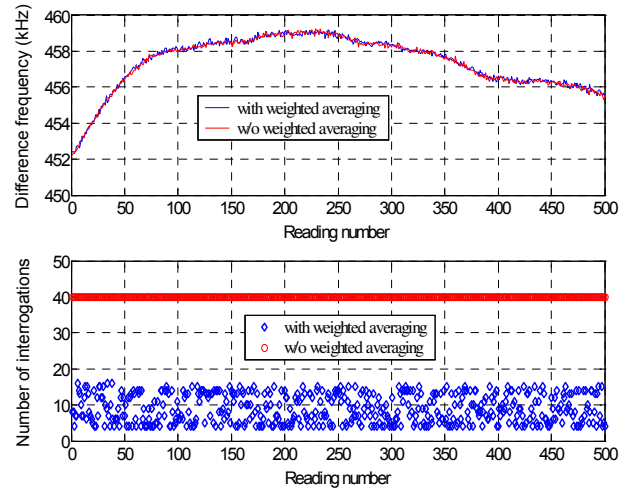 460
458
456
454
452
450
Difference frequency (kHz)
with weighted averaging
w/o weighted averaging
0 50 100 150 200 250 300 350 400 450 500
Reading number
50
40
30
20
10
0
Number of interrogations
with weighted averaging
w/o weighted averaging
0 50 100 150 200 250 300 350 400 450 500
Reading number